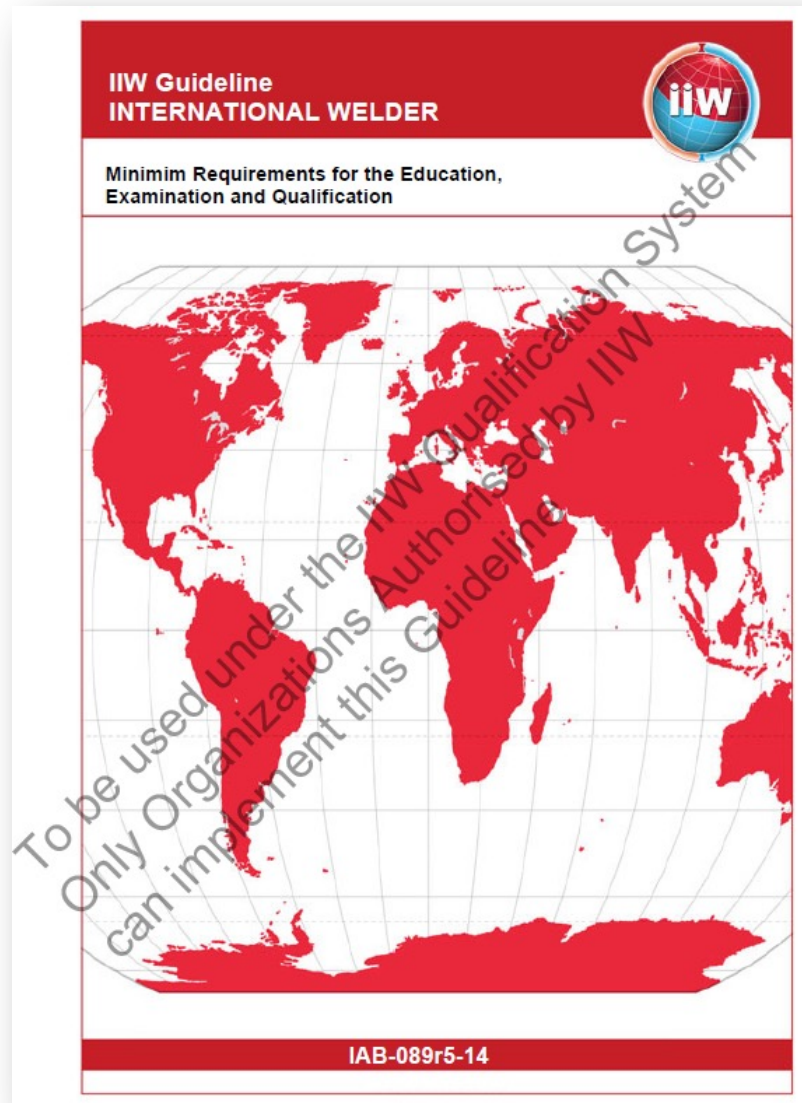 IIW Guideline
INTERNATIONAL WELDER
iiw
Minimim Requirements for the Education,
Examination and Qualification
To be used under the IIW Qualification System
Only Organizations Authorised by IIW
can implement this Guideline
IAB-089r5-14